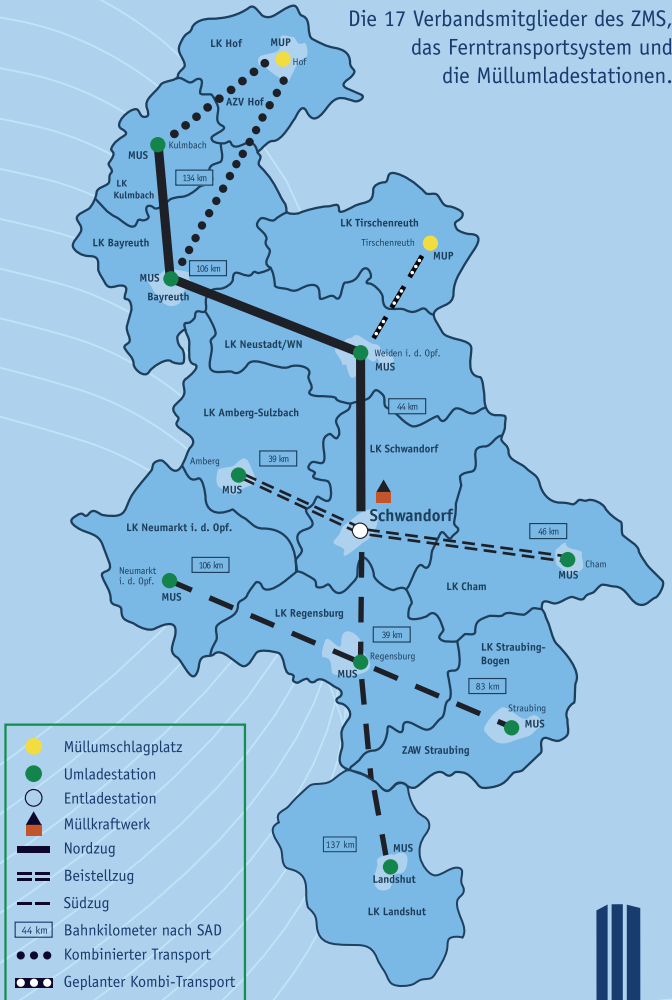 Die 17 Verbandsmitglieder des ZMS,
das Ferntransportsystem und
die Müllumladestationen.
LK Hof
MUP
Hof
AZV Hof
MUS
Kulmbach
LK
Kulmbach
134 km
LK Bayreuth
106 km
MUS
Bayreuth
LK Tirschenreuth
Tirschenreuth
MUP
LK Neustadt/WN
Weiden i. d. Opf.
MUS
44 km
LK Amberg-Sulzbach
LK Schwandorf
Amberg
39 km
MUS
Schwandorf
LK Neumarkt i. d. Opf.
46 km
Cham
MUS
LK Cham
Neumarkt
i. d. Opf.
106 km
MUS
LK Regensburg
39 km
Regensburg
MUS
LK Straubing-
Bogen
83 km
Straubing
MUS
ZAW Straubing
137 km
MUS
Landshut
LK Landshut
Müllumschlagplatz
Umladestation
Entladestation
Müllkraftwerk
Nordzug
Beistellzug
Südzug
44 km Bahnkilometer nach SAD
Kombinierter Transport
Geplanter Kombi-Transport